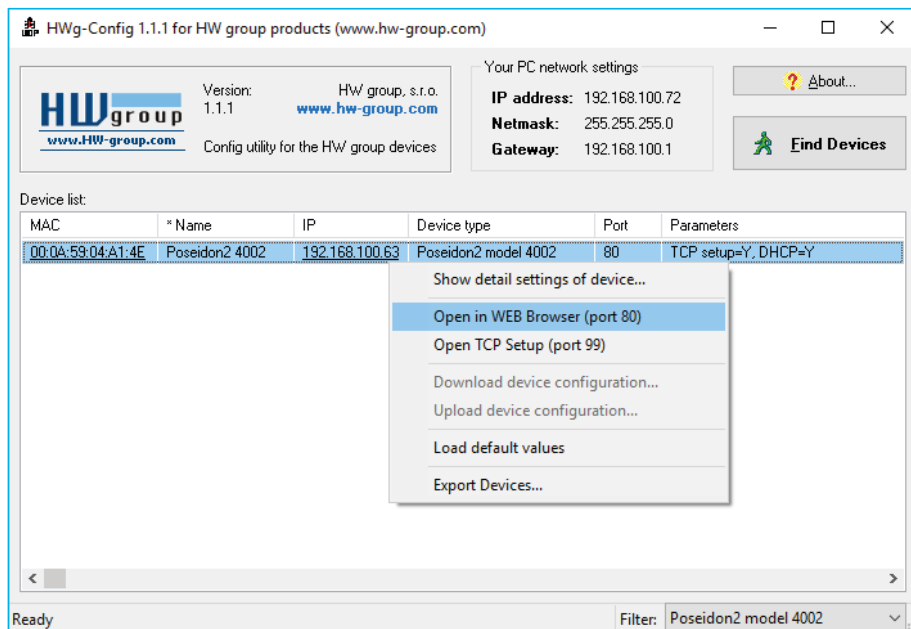 HWg-Config 1.1.1 for HW group products (www.hw-group.com)
HWgroup
www.HW-group.com
Version: HW group, s.r.o.
1.1.1 www.hw-group.com
Config utility for the HW group devices
Your PC network settings
IP address: 192.168.100.72
Netmask: 255.255.255.0
Gateway: 192.168.100.1
About...
Find Devices
Device list:
MAC * Name IP Device type Port Parameters
00:0A:59:04:A1:4E Poseidon2 4002 192.168.100.63 Poseidon2 model 4002 80 TCP setup=Y, DHCP=Y
Show detail settings of device...
Open in WEB Browser (port 80)
Open TCP Setup (port 99)
Download device configuration...
Upload device configuration...
Load default values
Export Devices...
Ready Filter: Poseidon2 model 4002